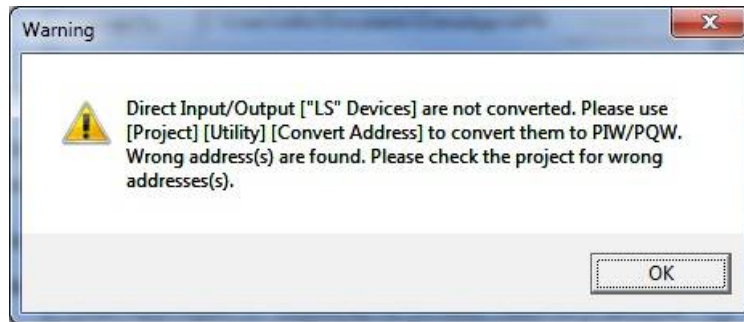 Warning
Direct Input/Output ["LS" Devices] are not converted. Please use
[Project] [Utility] [Convert Address] to convert them to PIW/PQW.
Wrong address(s) are found. Please check the project for wrong
addresses(s).
OK